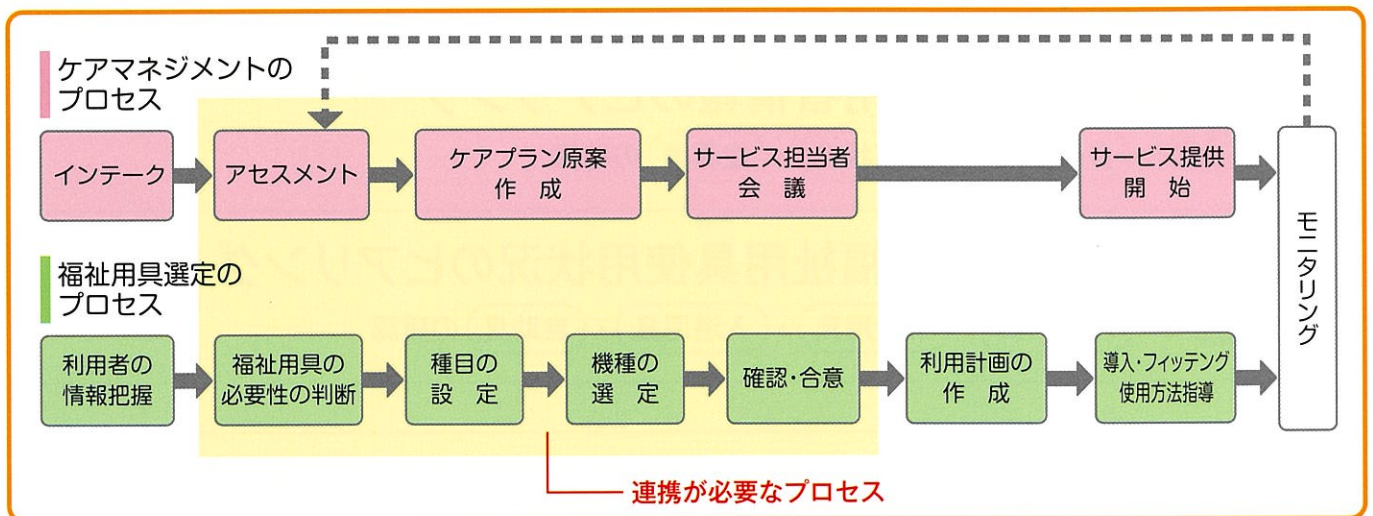 ケアマネジメントの
プロセス
インテーク
アセスメント
ケアプラン原案
作 成
サービス担当者
会 議
サービス提供
開 始
モニタリング
福祉用具選定の
プロセス
利用者の
情報把握
福祉用具の
必要性の判断
種目の
設 定
機種の
選 定
確認・合意
利用計画の
作 成
導入・フィッテング
使用方法指導
連携が必要なプロセス